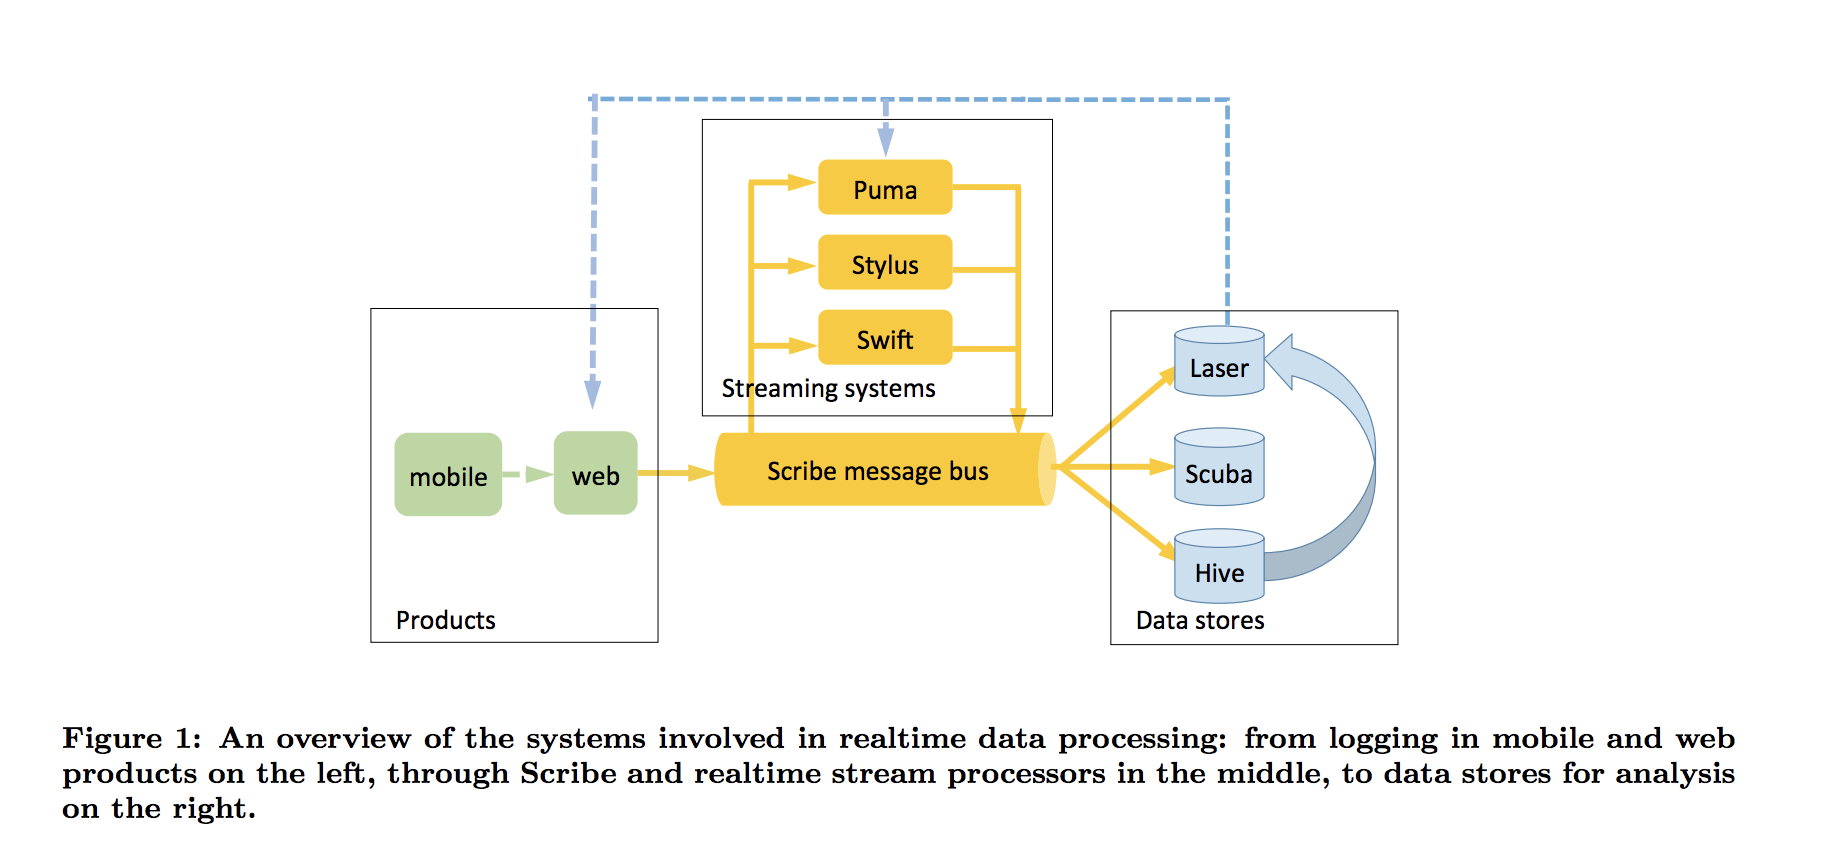 Puma
Stylus
Swift
Streaming systems
mobile
web
Products
Scribe message bus
Laser
Scuba
Hive
Data stores
Figure 1: An overview of the systems involved in realtime data processing: from logging in mobile and web
products on the left, through Scribe and realtime stream processors in the middle, to data stores for analysis
on the right.